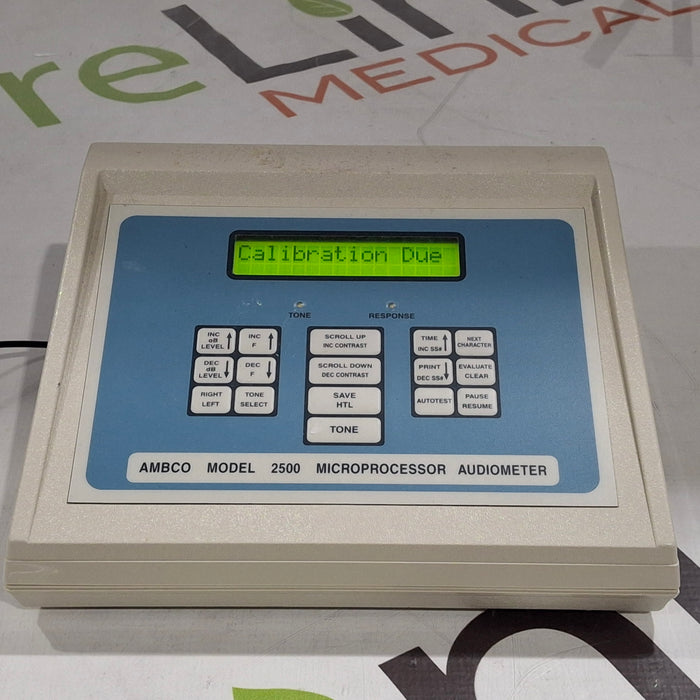 reLink
MEDICAL
Calibration Due
TONE
RESPONSE
INC
dB
LEVEL
INC
F
DEC
dB
LEVEL
DEC
F
RIGHT
LEFT
TONE
SELECT
SCROLL UP
INC CONTRAST
SCROLL DOWN
DEC CONTRAST
SAVE
HTL
TONE
TIME
INC SS#
NEXT
CHARACTER
PRINT
DEC SS#
EVALUATE
CLEAR
AUTOTEST
PAUSE
RESUME
AMBCO MODEL 2500 MICROPROCESSOR AUDIOMETER